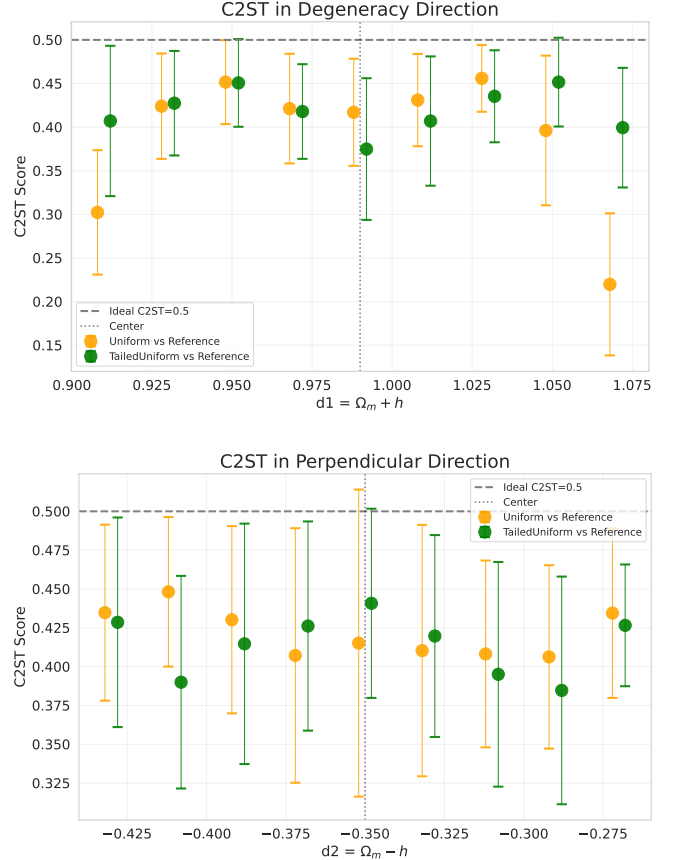 C2ST in Degeneracy Direction
C2ST Score
0.50
0.45
0.40
0.35
0.30
0.25
0.20
0.15
Ideal C2ST=0.5
Center
Uniform vs Reference
TailedUniform vs Reference
0.900 0.925 0.950 0.975 1.000 1.025 1.050 1.075
d1 = Ωm + h
C2ST in Perpendicular Direction
C2ST Score
0.500
0.475
0.450
0.425
0.400
0.375
0.350
0.325
Ideal C2ST=0.5
Center
Uniform vs Reference
TailedUniform vs Reference
−0.425 −0.400 −0.375 −0.350 −0.325 −0.300 −0.275
d2 = Ωm − h